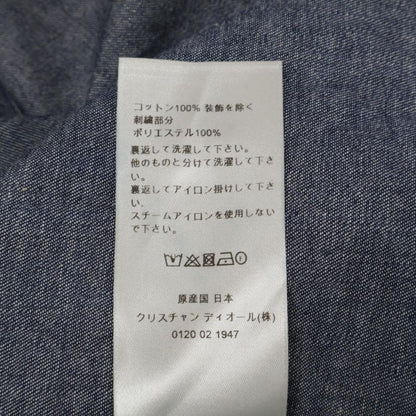 コットン100% 装飾を除く
刺繍部分
ポリエステル100%
裏返して洗濯して下さい。
他のものと分けて洗濯して下さ
い。
裏返してアイロン掛けして下さ
い.
スチームアイロンを使用しない
で下さい。
原産国 日本
クリスチャン ディオール(株)
0120 02 1947